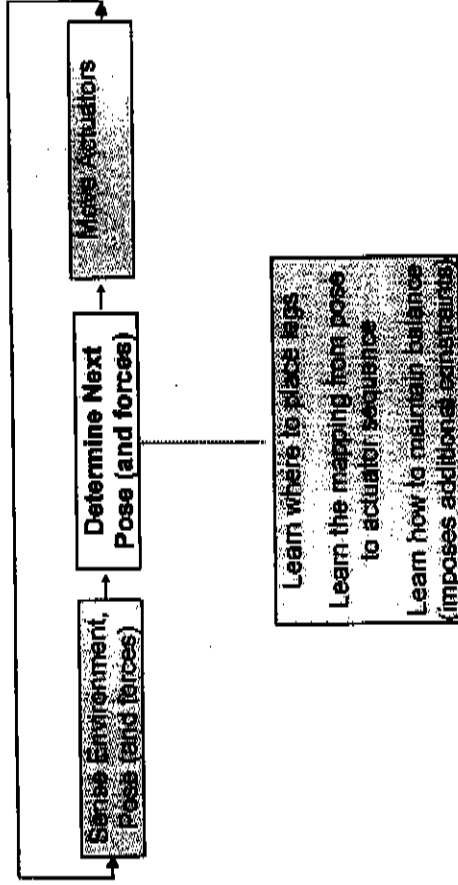 Sense Environment,
Pose (and forces)
Determine Next
Pose (and forces)
Move Actuators
Learn where to place legs
Learn the mapping from pose
to actuator sequence
Learn how to maintain balance
(imposes additional constraints)